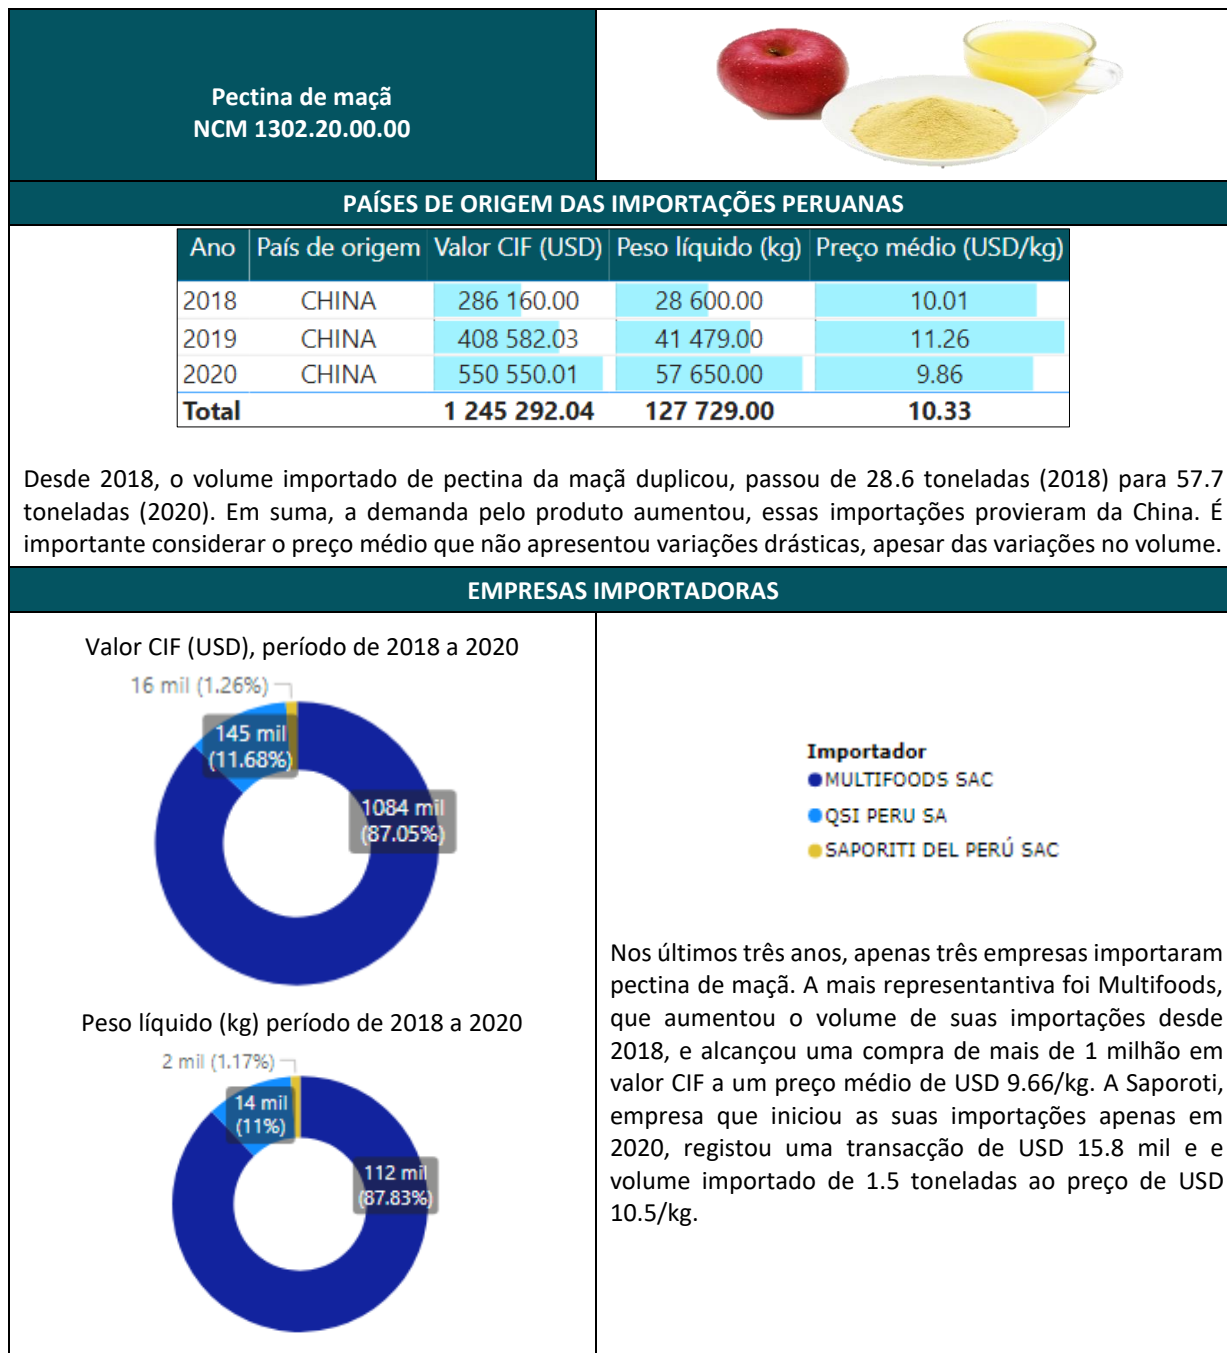 Pectina de maçã
NCM 1302.20.00.00
PAÍSES DE ORIGEM DAS IMPORTAÇÕES PERUANAS
Ano País de origem Valor CIF (USD) Peso líquido (kg) Preço médio (USD/kg)
2018 CHINA 286 160.00 28 600.00 10.01
2019 CHINA 408 582.03 41 479.00 11.26
2020 CHINA 550 550.01 57 650.00 9.86
Total 1 245 292.04 127 729.00 10.33
Desde 2018, o volume importado de pectina da maçã duplicou, passou de 28.6 toneladas (2018) para 57.7
toneladas (2020). Em suma, a demanda pelo produto aumentou, essas importações provieram da China. É
importante considerar o preço médio que não apresentou variações drásticas, apesar das variações no volume.
EMPRESAS IMPORTADORAS
Valor CIF (USD), período de 2018 a 2020
16 mil (1.26%)
145 mil
(11.68%)
1084 mil
(87.05%)
Peso líquido (kg) período de 2018 a 2020
2 mil (1.17%)
14 mil
(11%)
112 mil
(87.83%)
Importador
MULTIFOODS SAC
QSI PERU SA
SAPORITI DEL PERÚ SAC
Nos últimos três anos, apenas três empresas importaram
pectina de maçã. A mais representantiva foi Multifoods,
que aumentou o volume de suas importações desde
2018, e alcançou uma compra de mais de 1 milhão em
valor CIF a um preço médio de USD 9.66/kg. A Saporoti,
empresa que iniciou as suas importações apenas em
2020, registou uma transacção de USD 15.8 mil e e
volume importado de 1.5 toneladas ao preço de USD
10.5/kg.